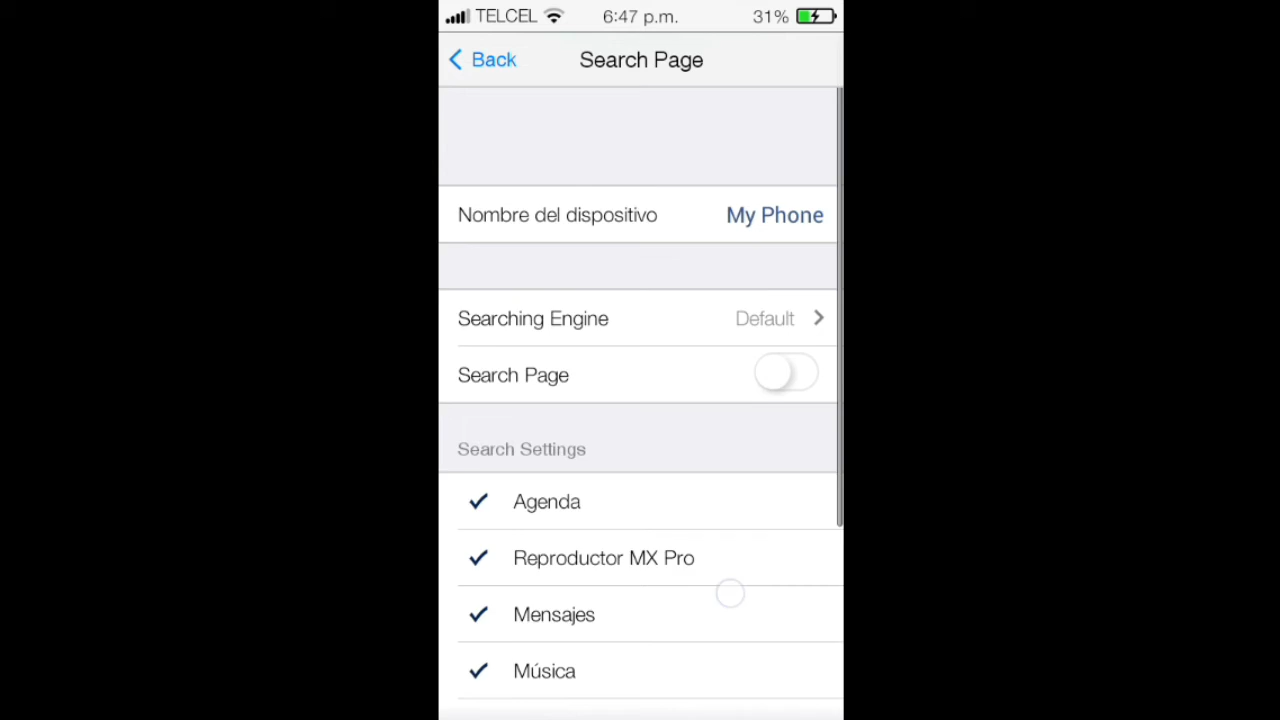 TELCEL 6:47 p.m. 31%
Back Search Page
Nombre del dispositivo My Phone
Searching Engine Default
Search Page
Search Settings
Agenda
Reproductor MX Pro
Mensajes
Música